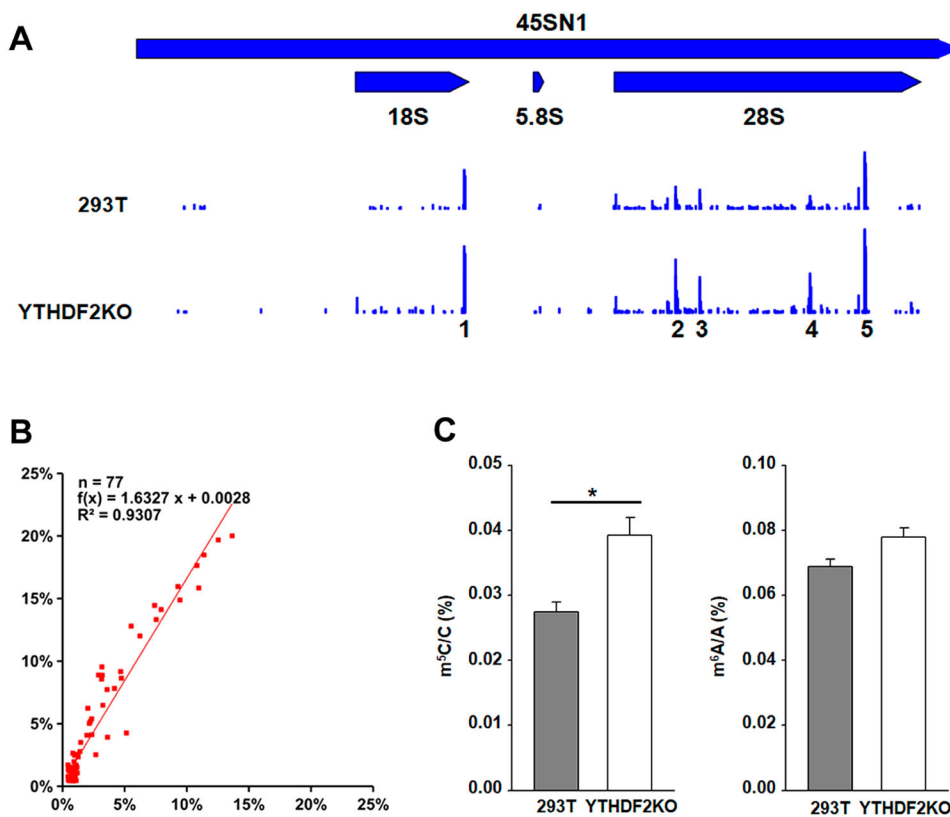 A
45SN1
18S 5.8S 28S
293T
YTHDF2KO
1 2 3 4 5
B
25%
n = 77
f(x) = 1.6327 x + 0.0028
R² = 0.9307
20%
15%
10%
5%
0%
0% 5% 10% 15% 20% 25%
C
0.05
*
0.04
0.03
0.02
0.01
0.00
m⁵C/C (%)
293T YTHDF2KO
0.10
0.08
0.06
0.04
0.02
0.00
m⁶A/A (%)
293T YTHDF2KO